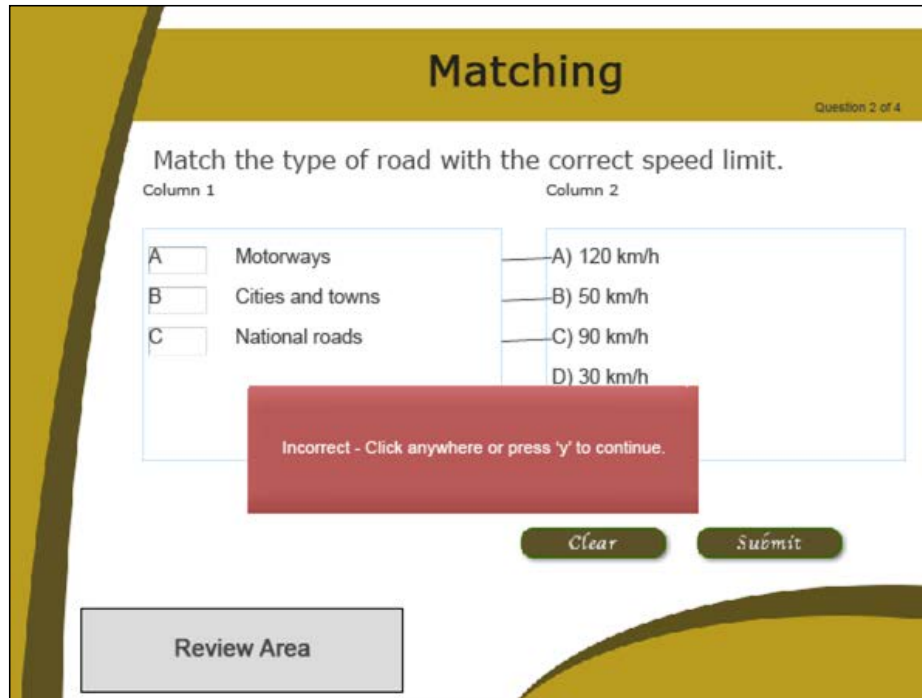 Matching
Question 2 of 4
Match the type of road with the correct speed limit.
Column 1
Column 2
A Motorways
A) 120 km/h
B Cities and towns
B) 50 km/h
C National roads
C) 90 km/h
D) 30 km/h
Incorrect - Click anywhere or press ‘y’ to continue.
Clear
Submit
Review Area